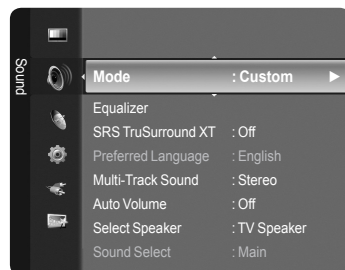 Sound
Mode : Custom
Equalizer
SRS TruSurround XT : Off
Preferred Language : English
Multi-Track Sound : Stereo
Auto Volume : Off
Select Speaker : TV Speaker
Sound Select : Main